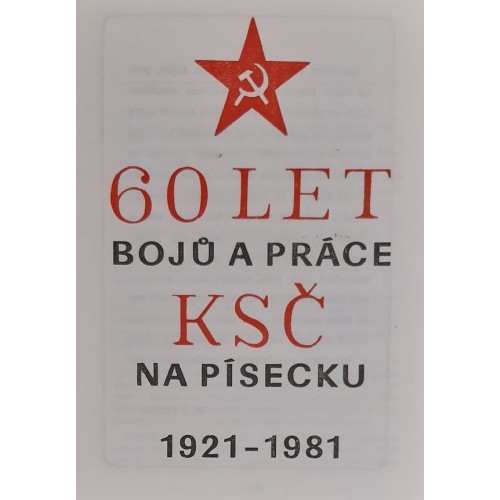 60 LET
BOJŮ A PRÁCE
KSČ
NA PÍSECKU
1921-1981